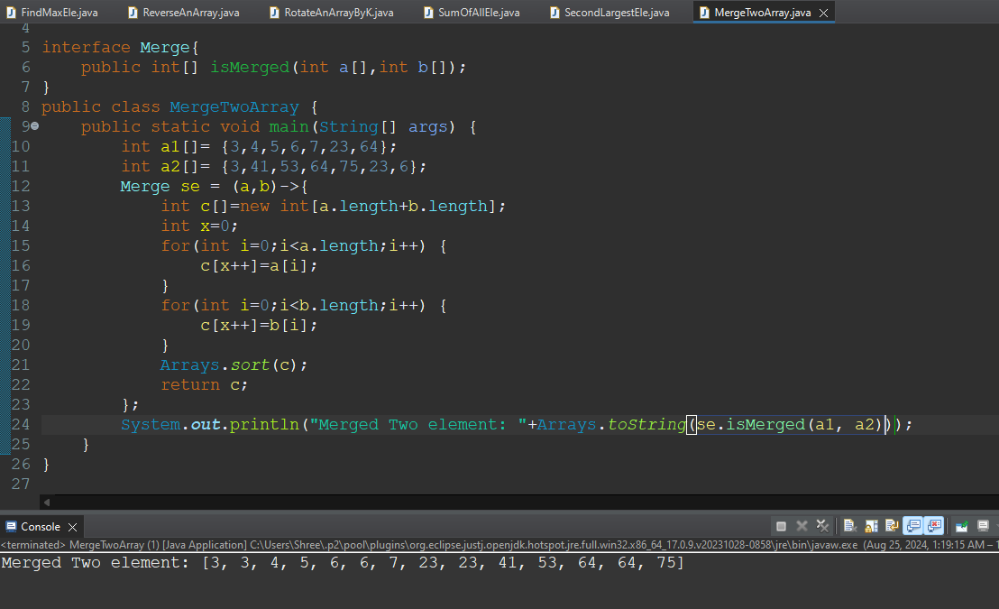 FindMaxEle.java ReverseAnArray.java RotateAnArrayByK.java SumOfAllEle.java SecondLargestEle.java MergeTwoArray.java
4
5 interface Merge{
6     public int[] isMerged(int a[],int b[]);
7 }
8 public class MergeTwoArray {
9     public static void main(String[] args) {
10         int a1[]= {3,4,5,6,7,23,64};
11         int a2[]= {3,41,53,64,75,23,6};
12         Merge se = (a,b)->{
13             int c[]=new int[a.length+b.length];
14             int x=0;
15             for(int i=0;i<a.length;i++) {
16                 c[x++]=a[i];
17             }
18             for(int i=0;i<b.length;i++) {
19                 c[x++]=b[i];
20             }
21             Arrays.sort(c);
22             return c;
23         };
24         System.out.println("Merged Two element: "+Arrays.toString(se.isMerged(a1, a2)));
25     }
26 }
27
Console
<terminated> MergeTwoArray (1) [Java Application] C:\Users\Shree\.p2\pool\plugins\org.eclipse.justj.openjdk.hotspot.jre.full.win32.x86_64_17.0.9.v20231028-0858\jre\bin\javaw.exe (Aug 25, 2024, 1:19:15 AM – 1
Merged Two element: [3, 3, 4, 5, 6, 6, 7, 23, 23, 41, 53, 64, 64, 75]